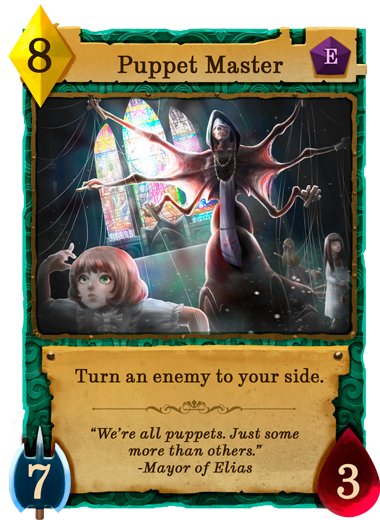 8
Puppet Master
E
Turn an enemy to your side.
“We’re all puppets. Just some
more than others.”
-Mayor of Elias
7
3